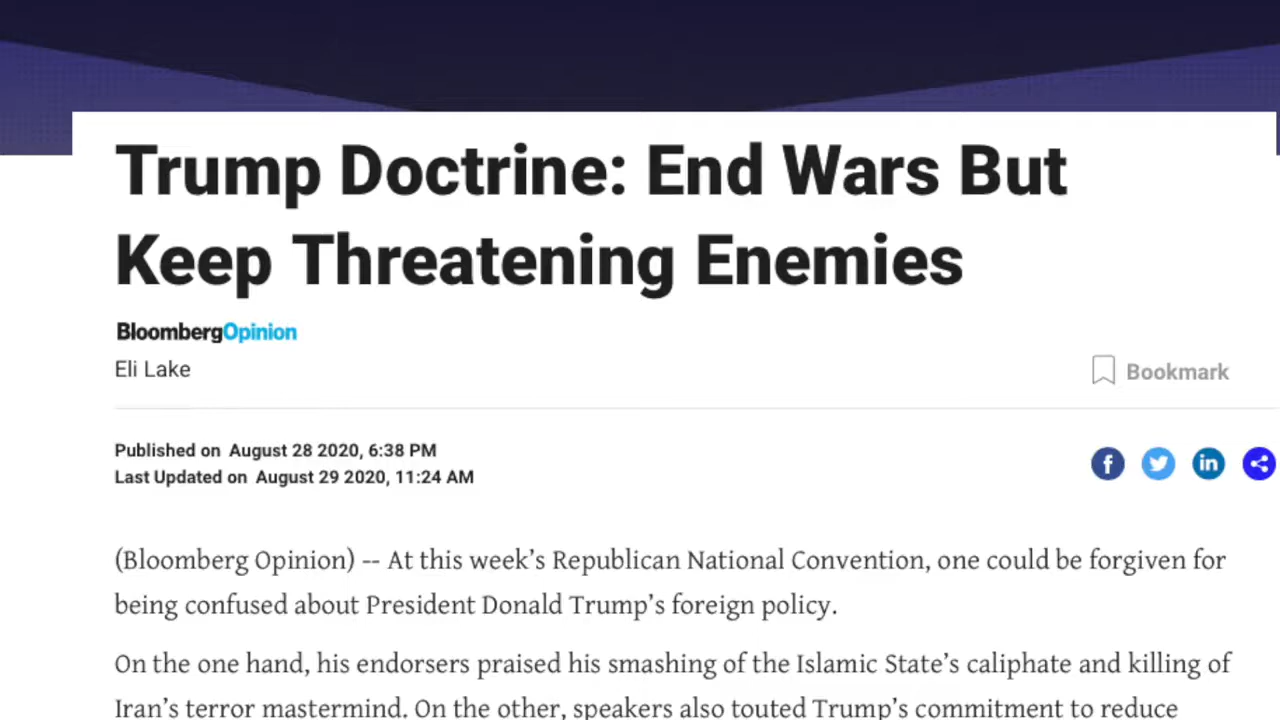 Trump Doctrine: End Wars But
Keep Threatening Enemies
BloombergOpinion
Eli Lake
Bookmark
Published on August 28 2020, 6:38 PM
Last Updated on August 29 2020, 11:24 AM
f
in
(Bloomberg Opinion) -- At this week’s Republican National Convention, one could be forgiven for
being confused about President Donald Trump’s foreign policy.
On the one hand, his endorsers praised his smashing of the Islamic State’s caliphate and killing of
Iran’s terror mastermind. On the other, speakers also touted Trump’s commitment to reduce